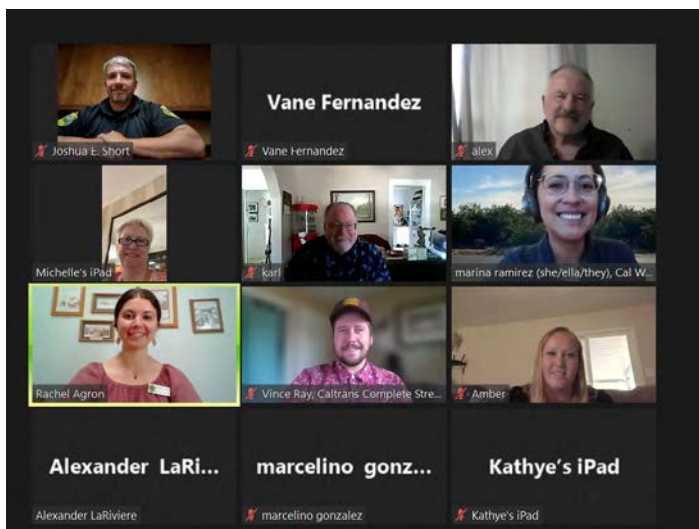 Joshua E. Short
Vane Fernandez
Vane Fernandez
alex
Michelle's iPad
karl
marina ramirez (she/ella/they), Cal W...
Rachel Agron
Vince Ray, Caltrans Complete Stre...
Amber
Alexander LaRi...
Alexander LaRiviere
marcelino gonz...
marcelino gonzalez
Kathye's iPad
Kathye's iPad